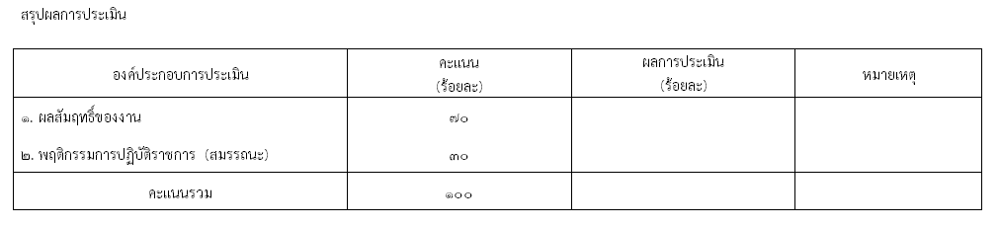 สรุปผลการประเมิน
องค์ประกอบการประเมิน
คะแนน
(ร้อยละ)
ผลการประเมิน
(ร้อยละ)
หมายเหตุ
๑. ผลสัมฤทธิ์ของงาน ๗๐
๒. พฤติกรรมการปฏิบัติราชการ (สมรรถนะ) ๓๐
คะแนนรวม ๑๐๐